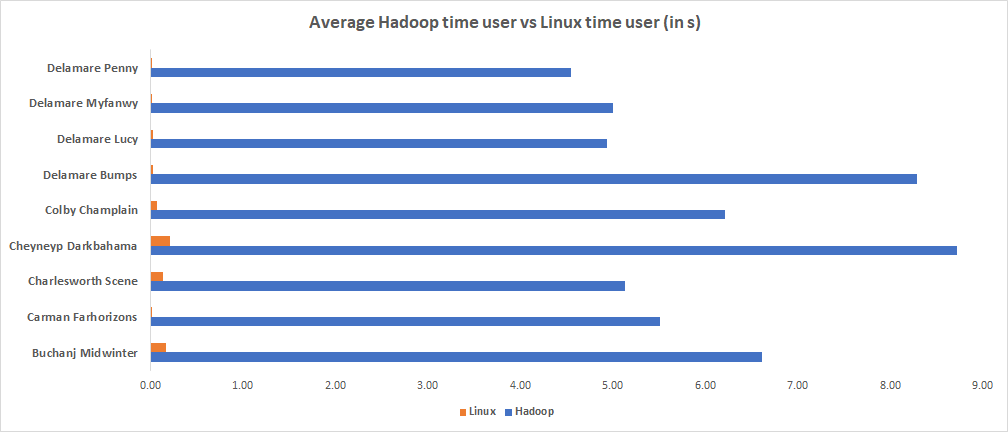 Average Hadoop time user vs Linux time user (in s)
Delamare Penny
Delamare Myfanwy
Delamare Lucy
Delamare Bumps
Colby Champlain
Cheyneyp Darkbahama
Charlesworth Scene
Carman Farhorizons
Buchanj Midwinter
0.00 1.00 2.00 3.00 4.00 5.00 6.00 7.00 8.00 9.00
Linux Hadoop